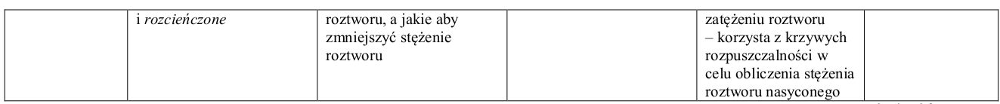 i rozcieńczone
roztworu, a jakie aby
zmniejszyć stężenie
roztworu
zatężeniu roztworu
– korzysta z krzywych
rozpuszczalności w
celu obliczenia stężenia
roztworu nasyconego